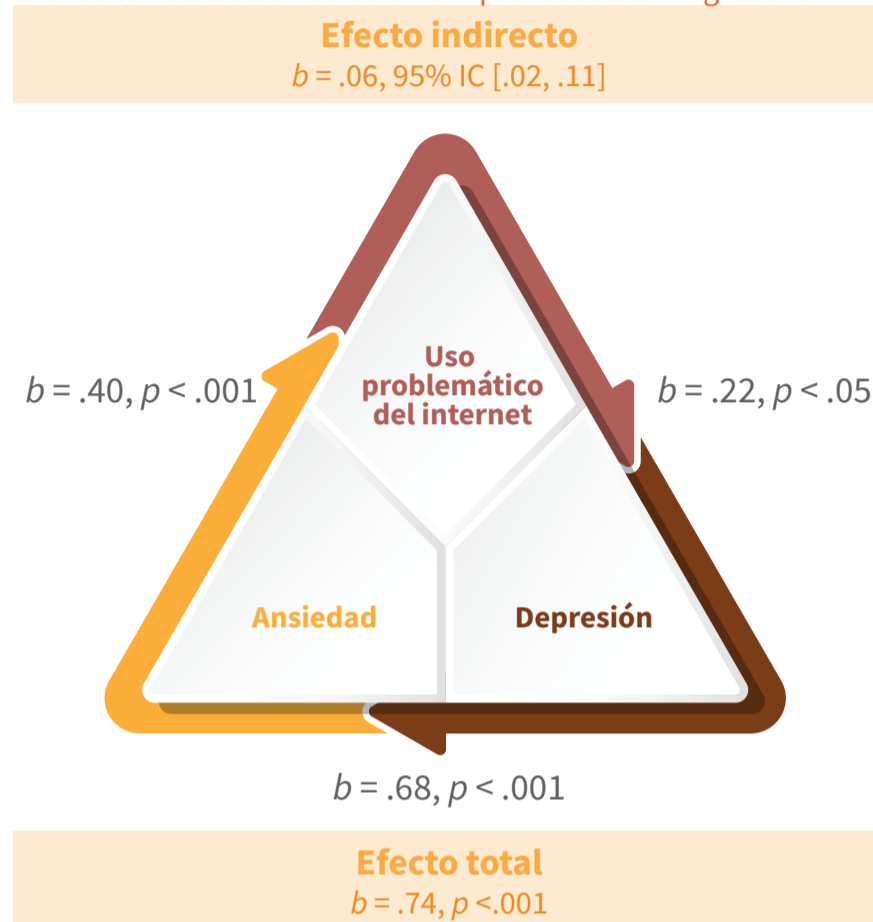 Efecto indirecto
b = .06, 95% IC [.02, .11]
Uso
problemático
del internet
b = .40, p < .001
b = .22, p < .05
Ansiedad
Depresión
b = .68, p < .001
Efecto total
b = .74, p <.001